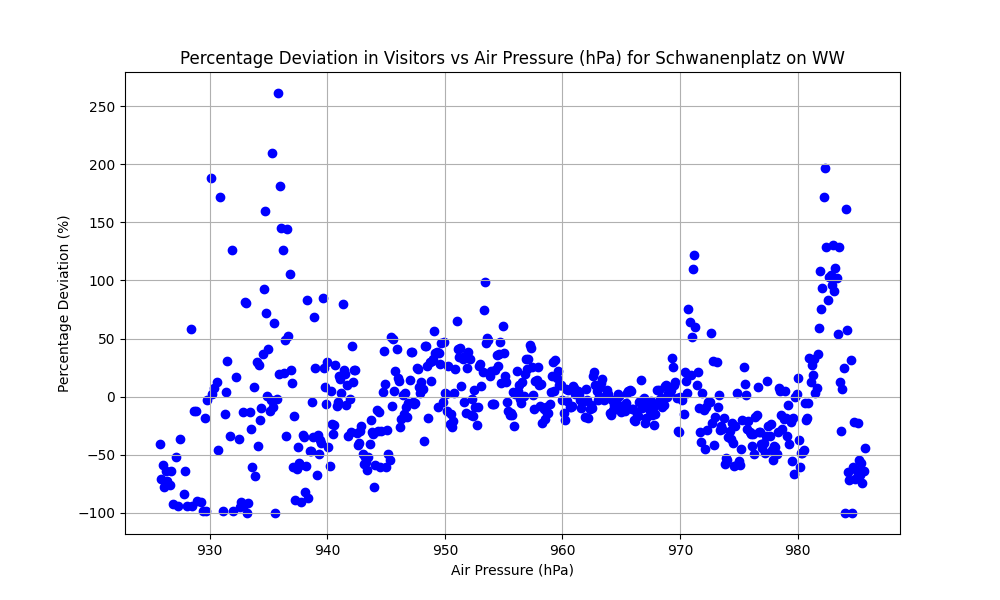 Percentage Deviation in Visitors vs Air Pressure (hPa) for Schwanenplatz on WW
250
200
150
100
50
0
−50
−100
Percentage Deviation (%)
930 940 950 960 970 980
Air Pressure (hPa)